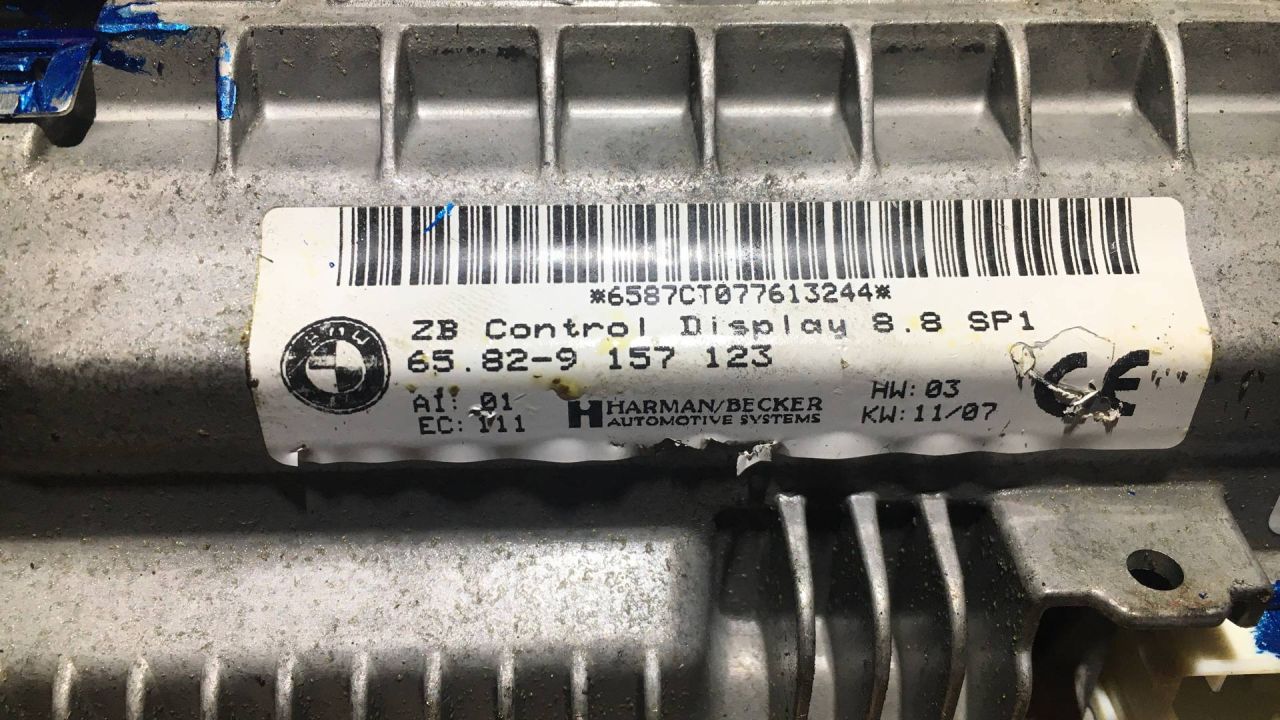 *6587CT077613244*
BMW
ZB Control Display 8.8 SP1
65.82-9 157 123
AI: 01
EC: 111
HARMAN/BECKER
AUTOMOTIVE SYSTEMS
HW: 03
KW: 11/07
CE